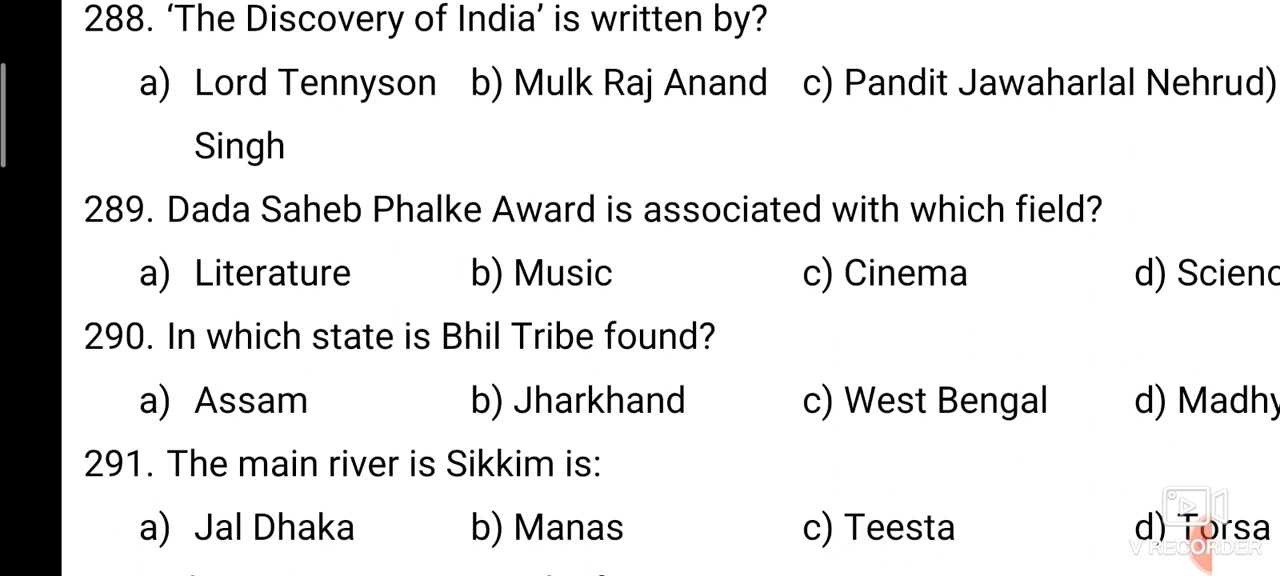 288. ‘The Discovery of India’ is written by?
a) Lord Tennyson b) Mulk Raj Anand c) Pandit Jawaharlal Nehrud)
Singh
289. Dada Saheb Phalke Award is associated with which field?
a) Literature b) Music c) Cinema d) Scienc
290. In which state is Bhil Tribe found?
a) Assam b) Jharkhand c) West Bengal d) Madhy
291. The main river is Sikkim is:
a) Jal Dhaka b) Manas c) Teesta d) Torsa
V RECORDER